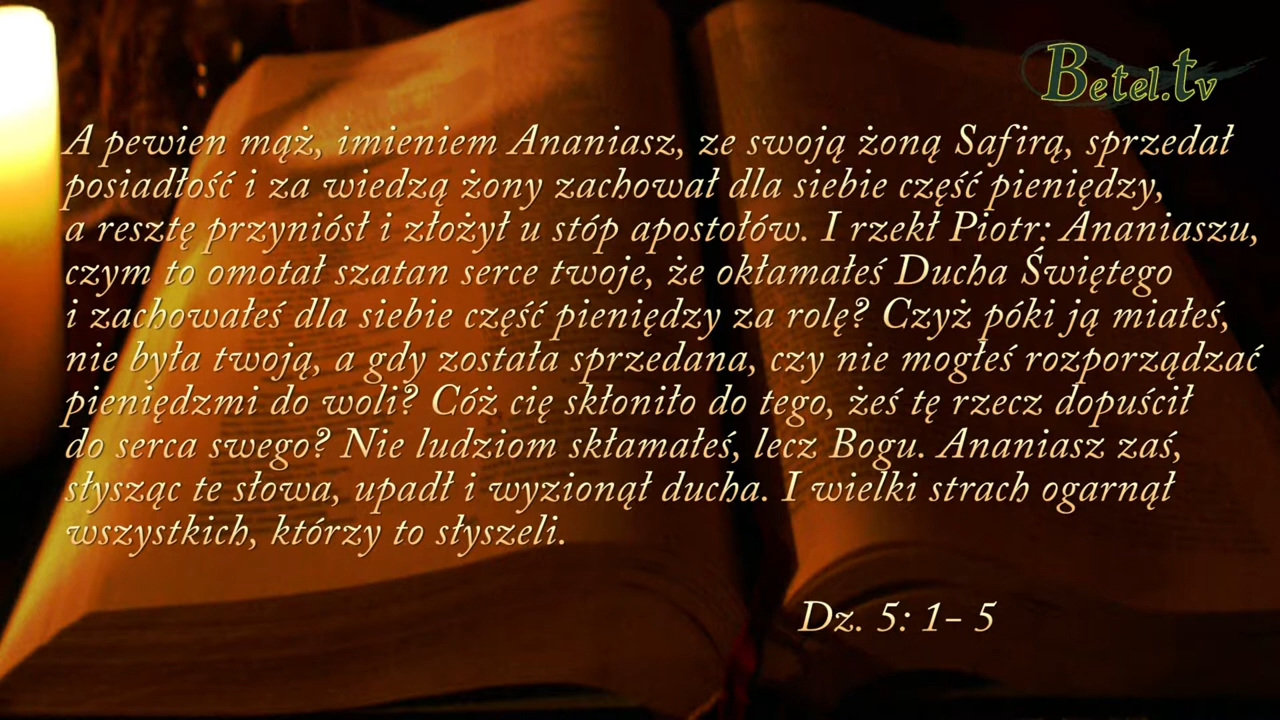 Betel.tv
A pewien mąż, imieniem Ananiasz, ze swoją żoną Safirą, sprzedał
posiadłość i za wiedzą żony zachował dla siebie część pieniędzy,
a resztę przyniósł i złożył u stóp apostołów. I rzekł Piotr: Ananiaszu,
czym to omotał szatan serce twoje, że okłamałeś Ducha Świętego
i zachowałeś dla siebie część pieniędzy za rolę? Czyż póki ją miałeś,
nie była twoją, a gdy została sprzedana, czy nie mogłeś rozporządzać
pieniędzmi do woli? Cóż cię skłoniło do tego, żeś tę rzecz dopuścił
do serca swego? Nie ludziom skłamałeś, lecz Bogu. Ananiasz zaś,
słysząc te słowa, upadł i wyzionął ducha. I wielki strach ogarnął
wszystkich, którzy to słyszeli.
Dz. 5: 1- 5